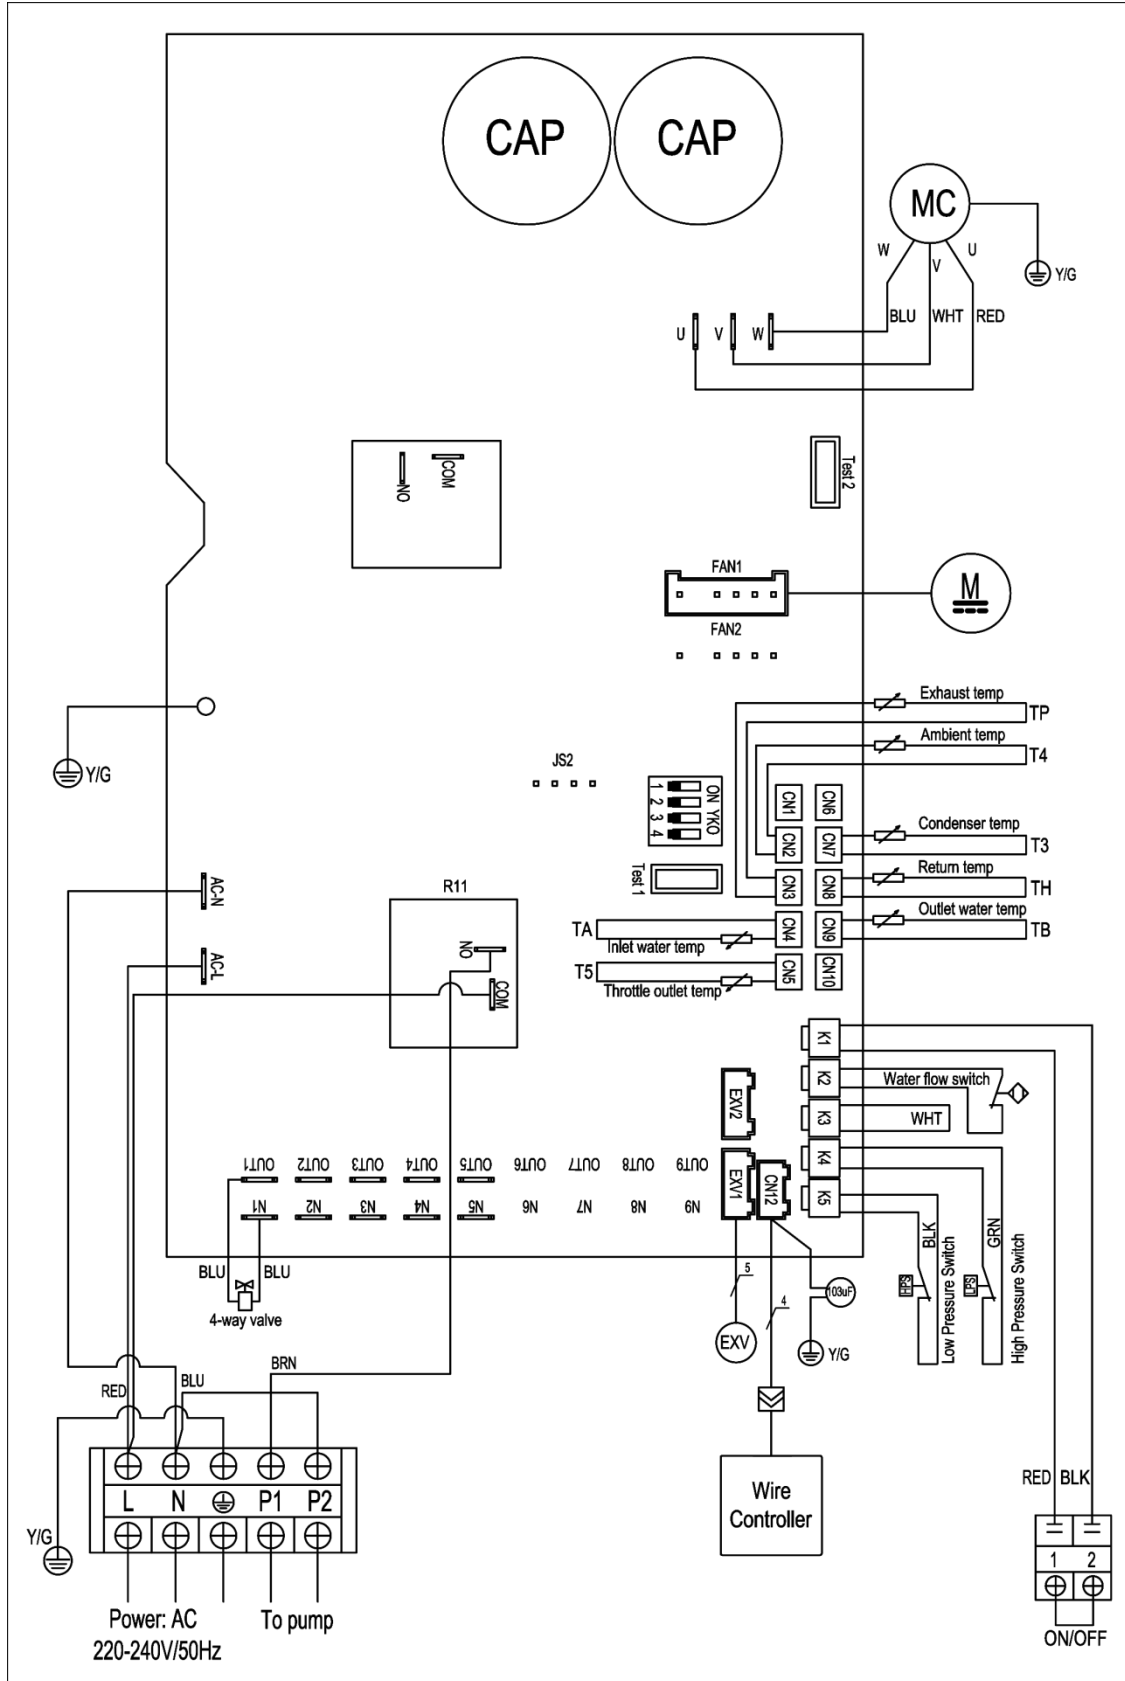 CAP
CAP
MC
W
V
U
Y/G
BLU
WHT
RED
U
V
W
NO
COM
Test 2
FAN1
M
FAN2
Exhaust temp
TP
Ambient temp
T4
Y/G
JS2
1
2
3
4
ON YKO
CN1
CN6
CN2
CN7
Condenser temp
T3
Test 1
CN3
CN8
Return temp
TH
AC-N
R11
TA
Inlet water temp
CN4
CN9
Outlet water temp
TB
NO
AC-L
T5
Throttle outlet temp
CN5
CN10
COM
K1
EXV2
K2
Water flow switch
K3
WHT
OUT1
OUT2
OUT3
OUT4
OUT5
OUT6
OUT7
OUT8
OUT9
EXV1
CN12
K4
N1
N2
N3
N4
N5
N6
N7
N8
N9
K5
BLK
GRN
BLU
BLU
4-way valve
5
4
103uF
HPS
Low Pressure Switch
LPS
High Pressure Switch
EXV
Y/G
RED
BLU
BRN
L
N
P1
P2
Y/G
Wire
Controller
RED
BLK
1
2
ON/OFF
Power: AC
220-240V/50Hz
To pump